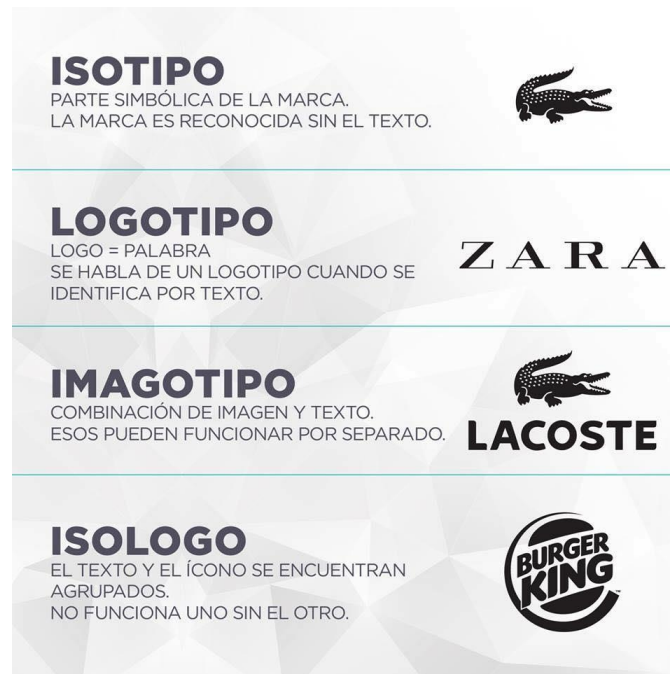 ISOTIPO
PARTE SIMBÓLICA DE LA MARCA.
LA MARCA ES RECONOCIDA SIN EL TEXTO.
LOGOTIPO
LOGO = PALABRA
SE HABLA DE UN LOGOTIPO CUANDO SE
IDENTIFICA POR TEXTO.
ZARA
IMAGOTIPO
COMBINACIÓN DE IMAGEN Y TEXTO.
ESOS PUEDEN FUNCIONAR POR SEPARADO.
LACOSTE
ISOLOGO
EL TEXTO Y EL ÍCONO SE ENCUENTRAN
AGRUPADOS.
NO FUNCIONA UNO SIN EL OTRO.
BURGER
KING
™